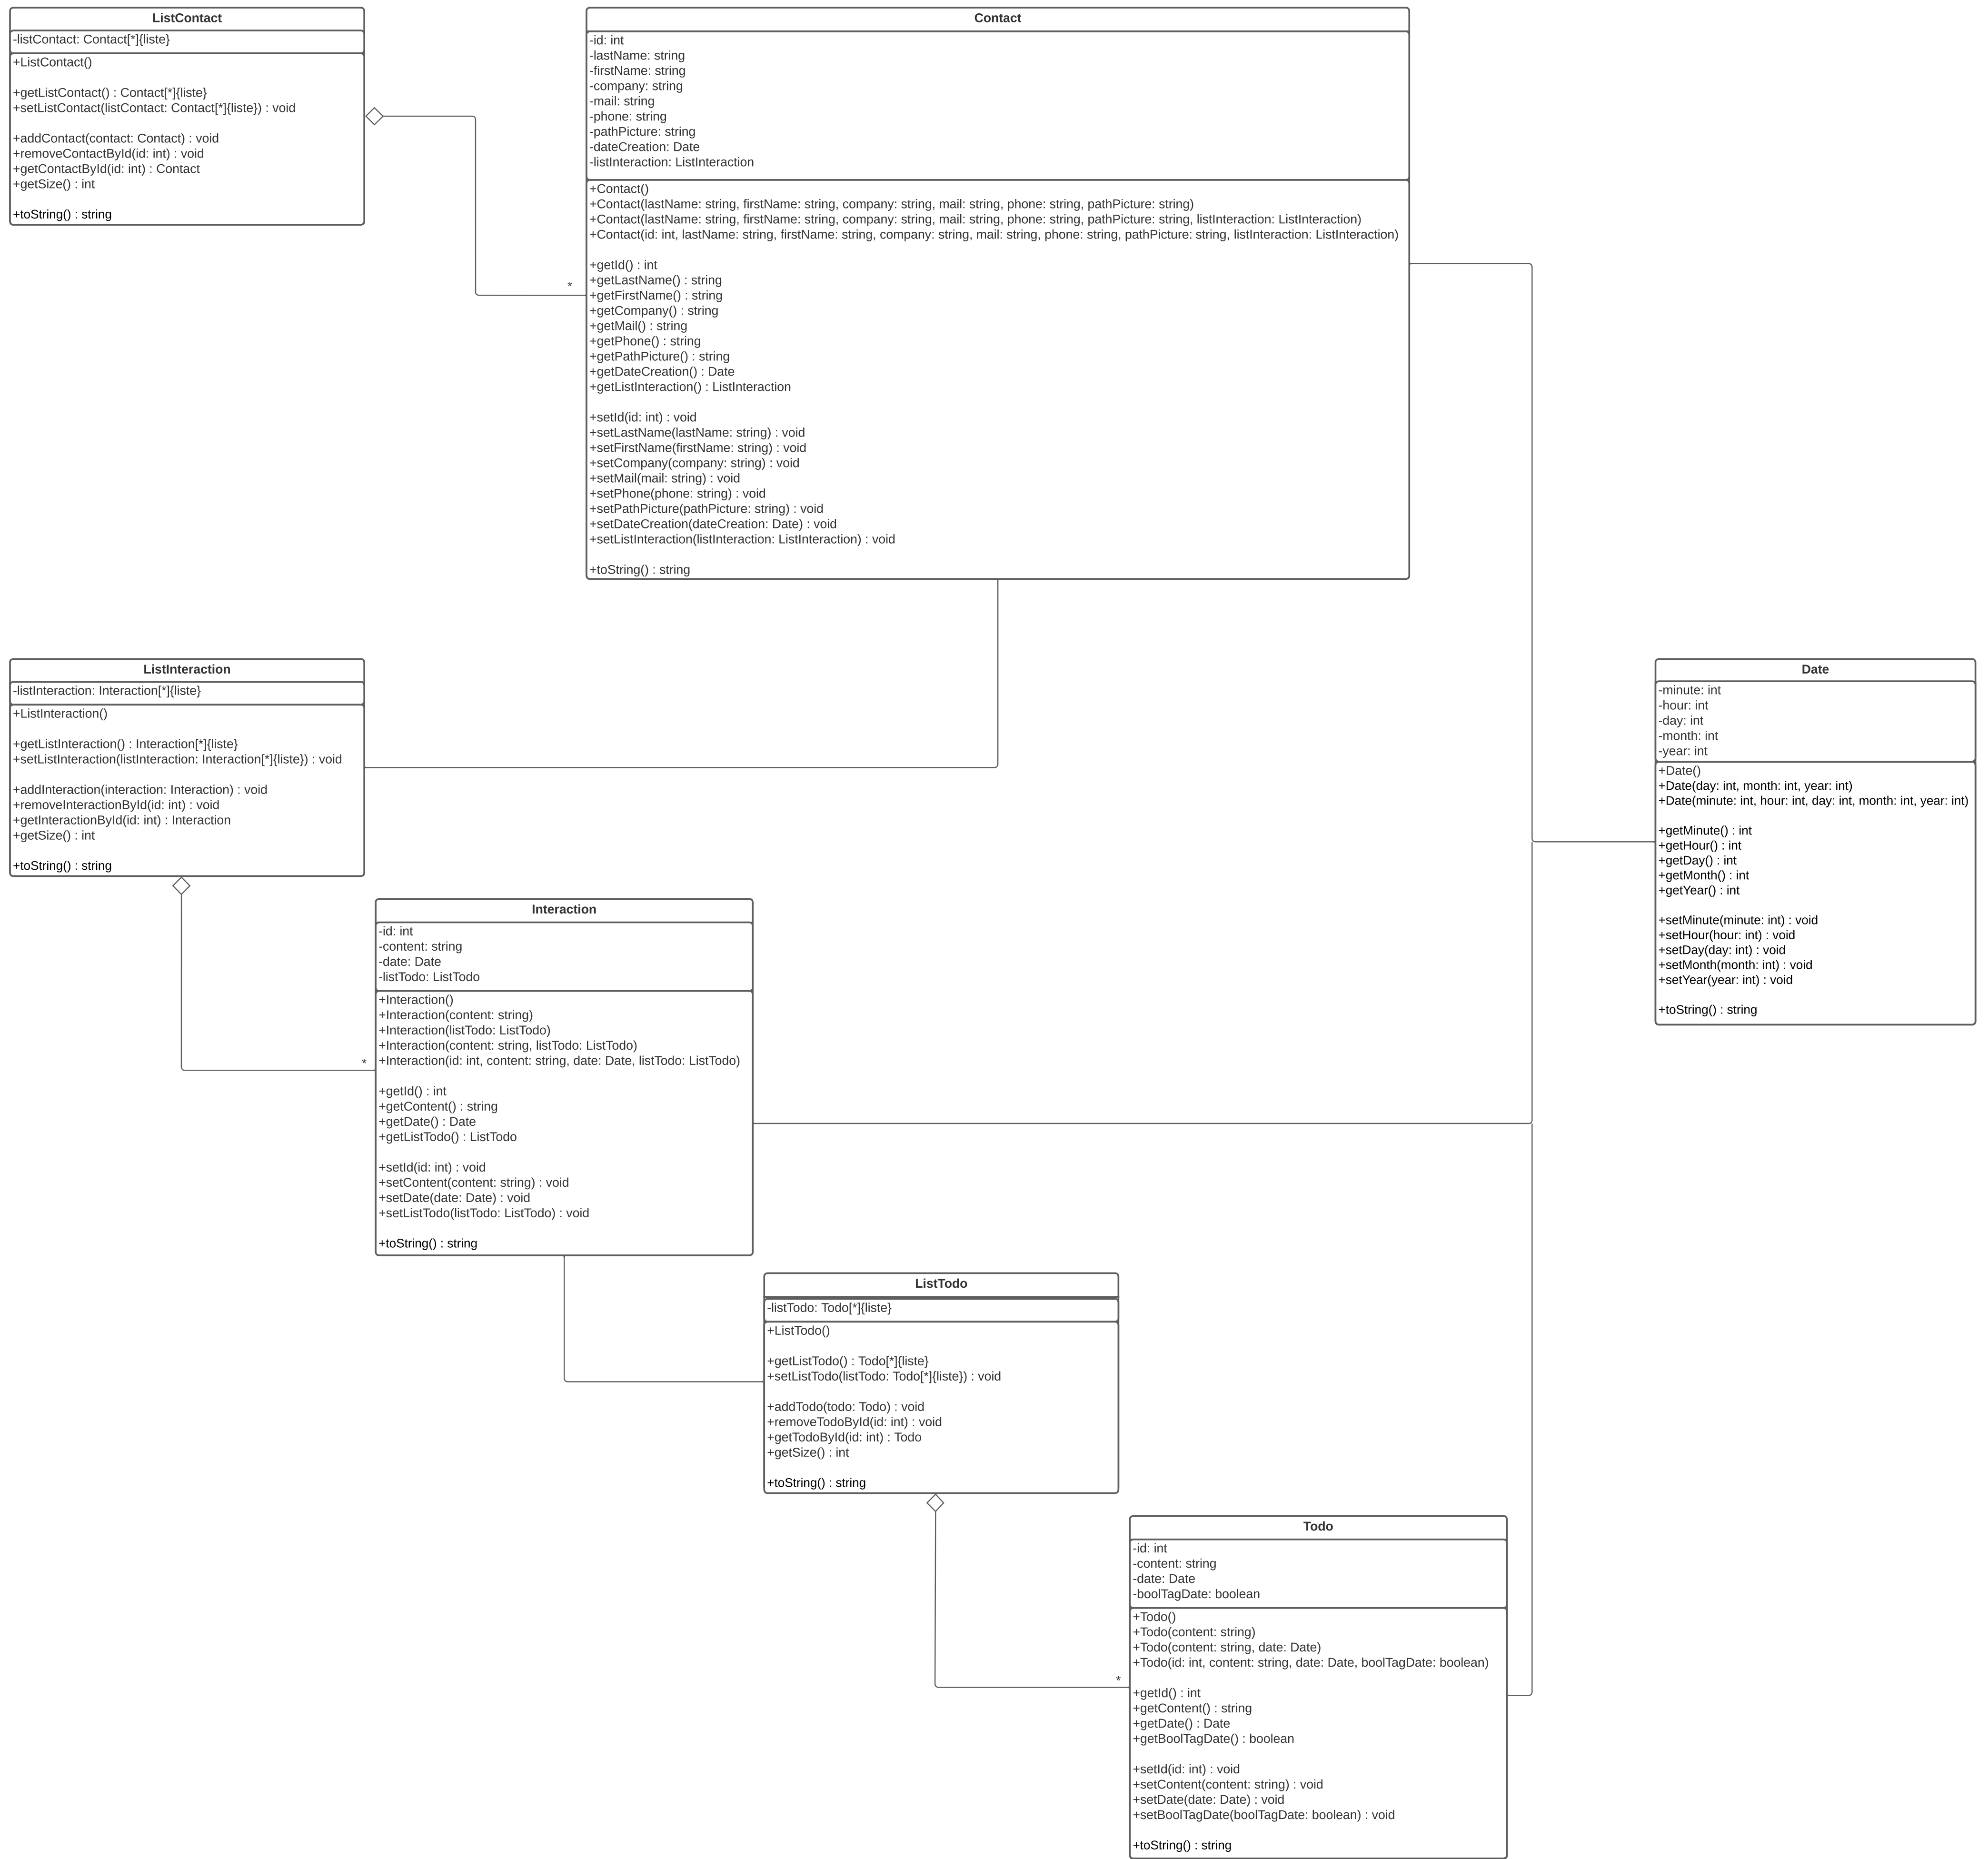 ListContact
-listContact: Contact[*]{liste}
+ListContact()
+getListContact() : Contact[*]{liste}
+setListContact(listContact: Contact[*]{liste}) : void
+addContact(contact: Contact) : void
+removeContactById(id: int) : void
+getContactById(id: int) : Contact
+getSize() : int
+toString() : string
*
Contact
-id: int
-lastName: string
-firstName: string
-company: string
-mail: string
-phone: string
-pathPicture: string
-dateCreation: Date
-listInteraction: ListInteraction
+Contact()
+Contact(lastName: string, firstName: string, company: string, mail: string, phone: string, pathPicture: string)
+Contact(lastName: string, firstName: string, company: string, mail: string, phone: string, pathPicture: string, listInteraction: ListInteraction)
+Contact(id: int, lastName: string, firstName: string, company: string, mail: string, phone: string, pathPicture: string, listInteraction: ListInteraction)
+getId() : int
+getLastName() : string
+getFirstName() : string
+getCompany() : string
+getMail() : string
+getPhone() : string
+getPathPicture() : string
+getDateCreation() : Date
+getListInteraction() : ListInteraction
+setId(id: int) : void
+setLastName(lastName: string) : void
+setFirstName(firstName: string) : void
+setCompany(company: string) : void
+setMail(mail: string) : void
+setPhone(phone: string) : void
+setPathPicture(pathPicture: string) : void
+setDateCreation(dateCreation: Date) : void
+setListInteraction(listInteraction: ListInteraction) : void
+toString() : string
ListInteraction
-listInteraction: Interaction[*]{liste}
+ListInteraction()
+getListInteraction() : Interaction[*]{liste}
+setListInteraction(listInteraction: Interaction[*]{liste}) : void
+addInteraction(interaction: Interaction) : void
+removeInteractionById(id: int) : void
+getInteractionById(id: int) : Interaction
+getSize() : int
+toString() : string
*
Date
-minute: int
-hour: int
-day: int
-month: int
-year: int
+Date()
+Date(day: int, month: int, year: int)
+Date(minute: int, hour: int, day: int, month: int, year: int)
+getMinute() : int
+getHour() : int
+getDay() : int
+getMonth() : int
+getYear() : int
+setMinute(minute: int) : void
+setHour(hour: int) : void
+setDay(day: int) : void
+setMonth(month: int) : void
+setYear(year: int) : void
+toString() : string
Interaction
-id: int
-content: string
-date: Date
-listTodo: ListTodo
+Interaction()
+Interaction(content: string)
+Interaction(listTodo: ListTodo)
+Interaction(content: string, listTodo: ListTodo)
+Interaction(id: int, content: string, date: Date, listTodo: ListTodo)
+getId() : int
+getContent() : string
+getDate() : Date
+getListTodo() : ListTodo
+setId(id: int) : void
+setContent(content: string) : void
+setDate(date: Date) : void
+setListTodo(listTodo: ListTodo) : void
+toString() : string
ListTodo
-listTodo: Todo[*]{liste}
+ListTodo()
+getListTodo() : Todo[*]{liste}
+setListTodo(listTodo: Todo[*]{liste}) : void
+addTodo(todo: Todo) : void
+removeTodoById(id: int) : void
+getTodoById(id: int) : Todo
+getSize() : int
+toString() : string
*
Todo
-id: int
-content: string
-date: Date
-boolTagDate: boolean
+Todo()
+Todo(content: string)
+Todo(content: string, date: Date)
+Todo(id: int, content: string, date: Date, boolTagDate: boolean)
+getId() : int
+getContent() : string
+getDate() : Date
+getBoolTagDate() : boolean
+setId(id: int) : void
+setContent(content: string) : void
+setDate(date: Date) : void
+setBoolTagDate(boolTagDate: boolean) : void
+toString() : string